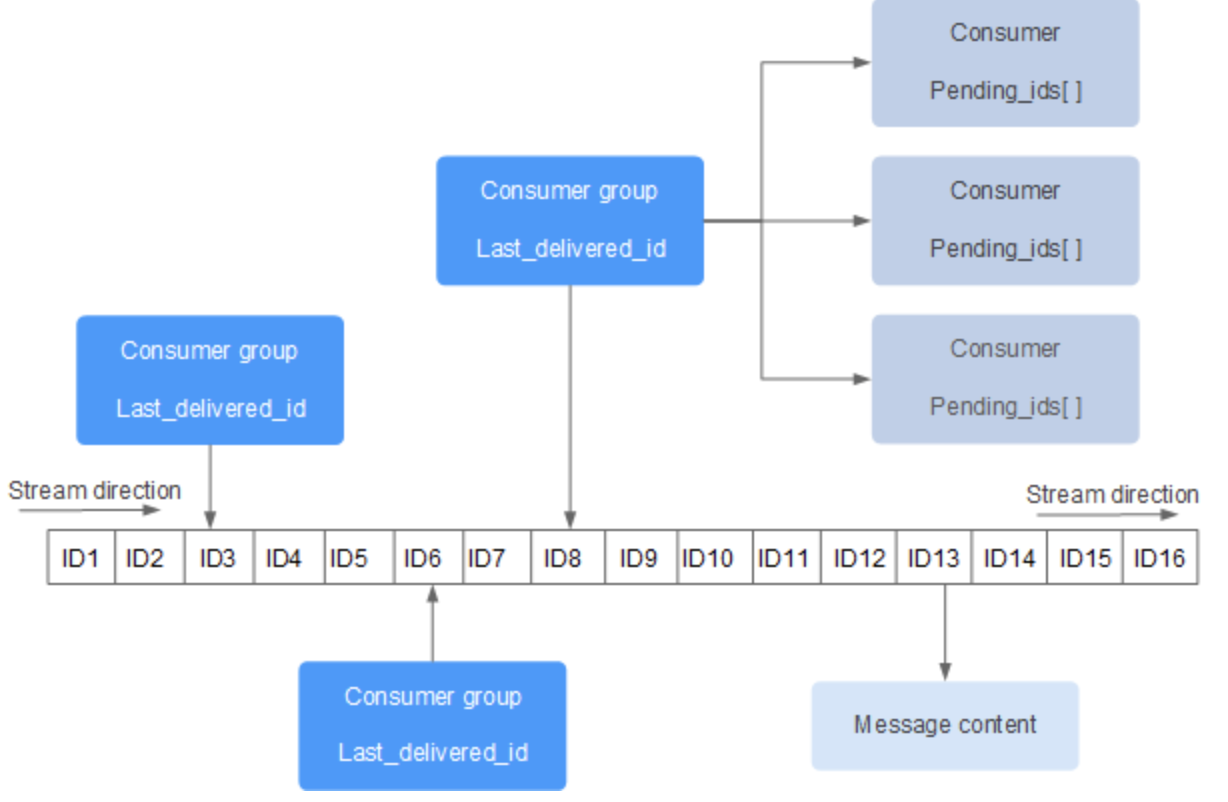 Consumer
Pending_ids[ ]
Consumer group
Last_delivered_id
Consumer
Pending_ids[ ]
Consumer group
Last_delivered_id
Consumer
Pending_ids[ ]
Stream direction
Stream direction
ID1 ID2 ID3 ID4 ID5 ID6 ID7 ID8 ID9 ID10 ID11 ID12 ID13 ID14 ID15 ID16
Consumer group
Last_delivered_id
Message content